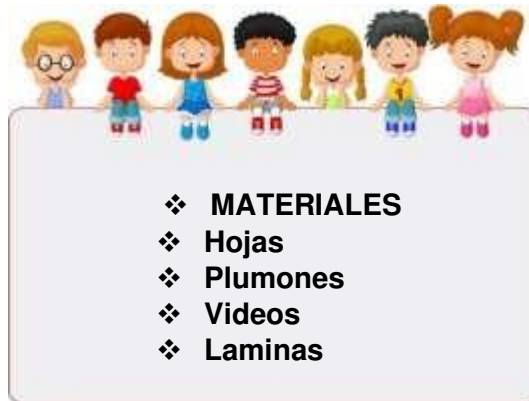 ❖ MATERIALES
❖ Hojas
❖ Plumones
❖ Videos
❖ Laminas